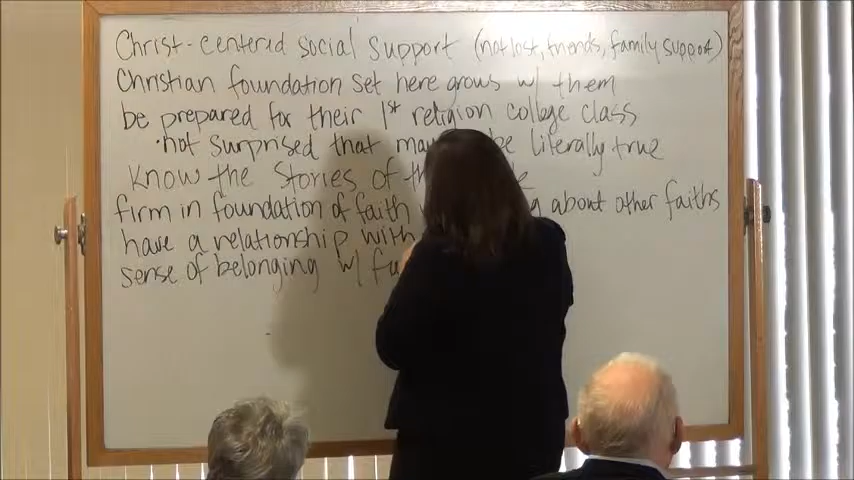 Christ-centered social support (not lost, friends, family support)
Christian foundation set here grows w/ them
be prepared for their 1st religion college class
·not surprised that may be literally true
know the stories of
firm in foundation of faith about other faiths
have a relationship with
sense of belonging w/